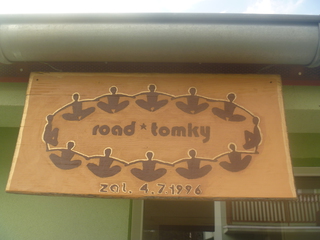 road * tomky
zal. 4.7.1996